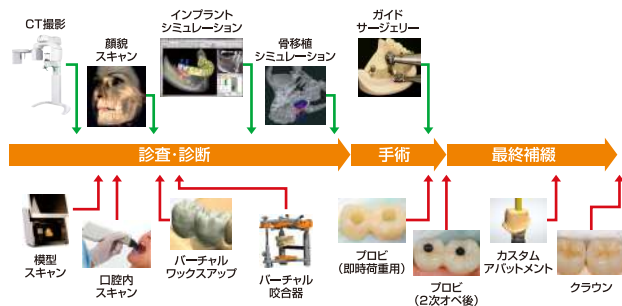 CT撮影
顔貌
スキャン
インプラント
シミュレーション
骨移植
シミュレーション
ガイド
サージェリー
診査・診断
手術
最終補綴
模型
スキャン
口腔内
スキャン
バーチャル
ワックスアップ
バーチャル
咬合器
プロビ
（即時荷重用）
プロビ
（2次オペ後）
カスタム
アバットメント
クラウン